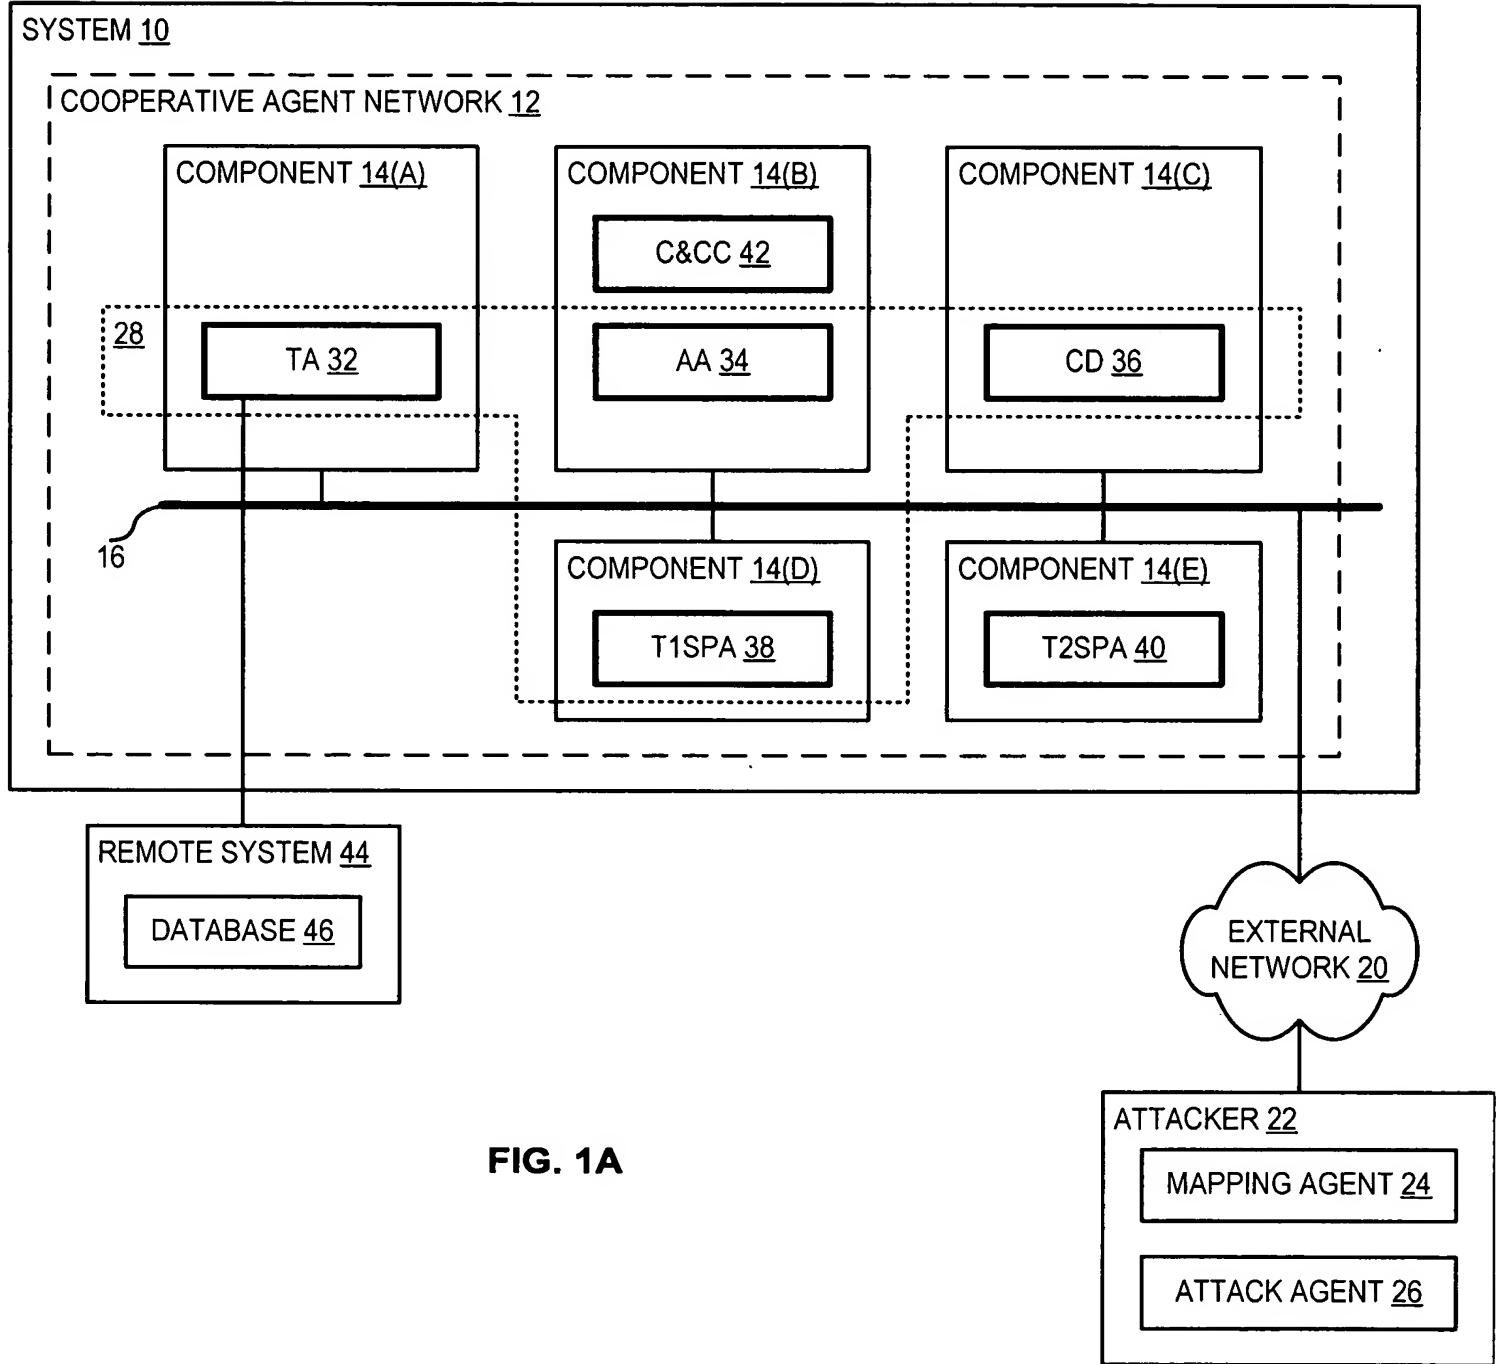 SYSTEM 10
COOPERATIVE AGENT NETWORK 12
COMPONENT 14(A)
COMPONENT 14(B)
COMPONENT 14(C)
C&CC 42
28
TA 32
AA 34
CD 36
16
COMPONENT 14(D)
COMPONENT 14(E)
T1SPA 38
T2SPA 40
REMOTE SYSTEM 44
DATABASE 46
EXTERNAL
NETWORK 20
ATTACKER 22
MAPPING AGENT 24
ATTACK AGENT 26
FIG. 1A